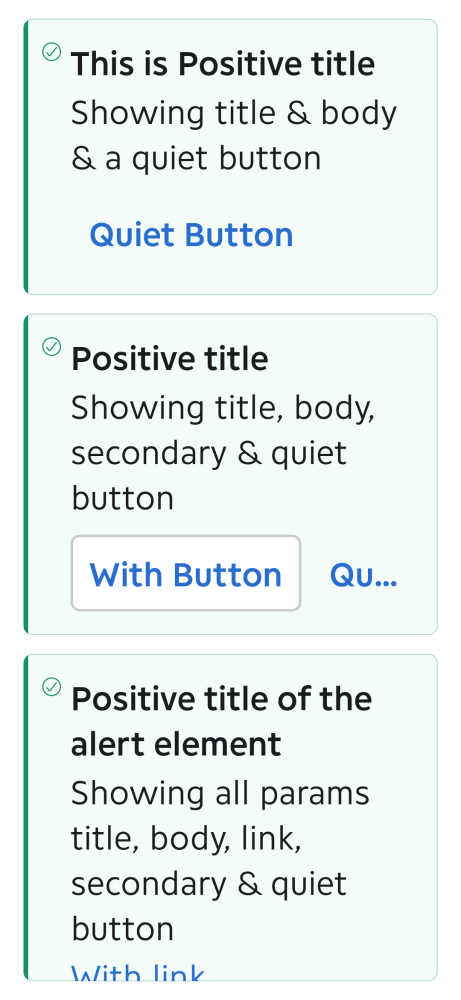 This is Positive title
Showing title & body
& a quiet button
Quiet Button
Positive title
Showing title, body,
secondary & quiet
button
With Button
Qu...
Positive title of the
alert element
Showing all params
title, body, link,
secondary & quiet
button
With link